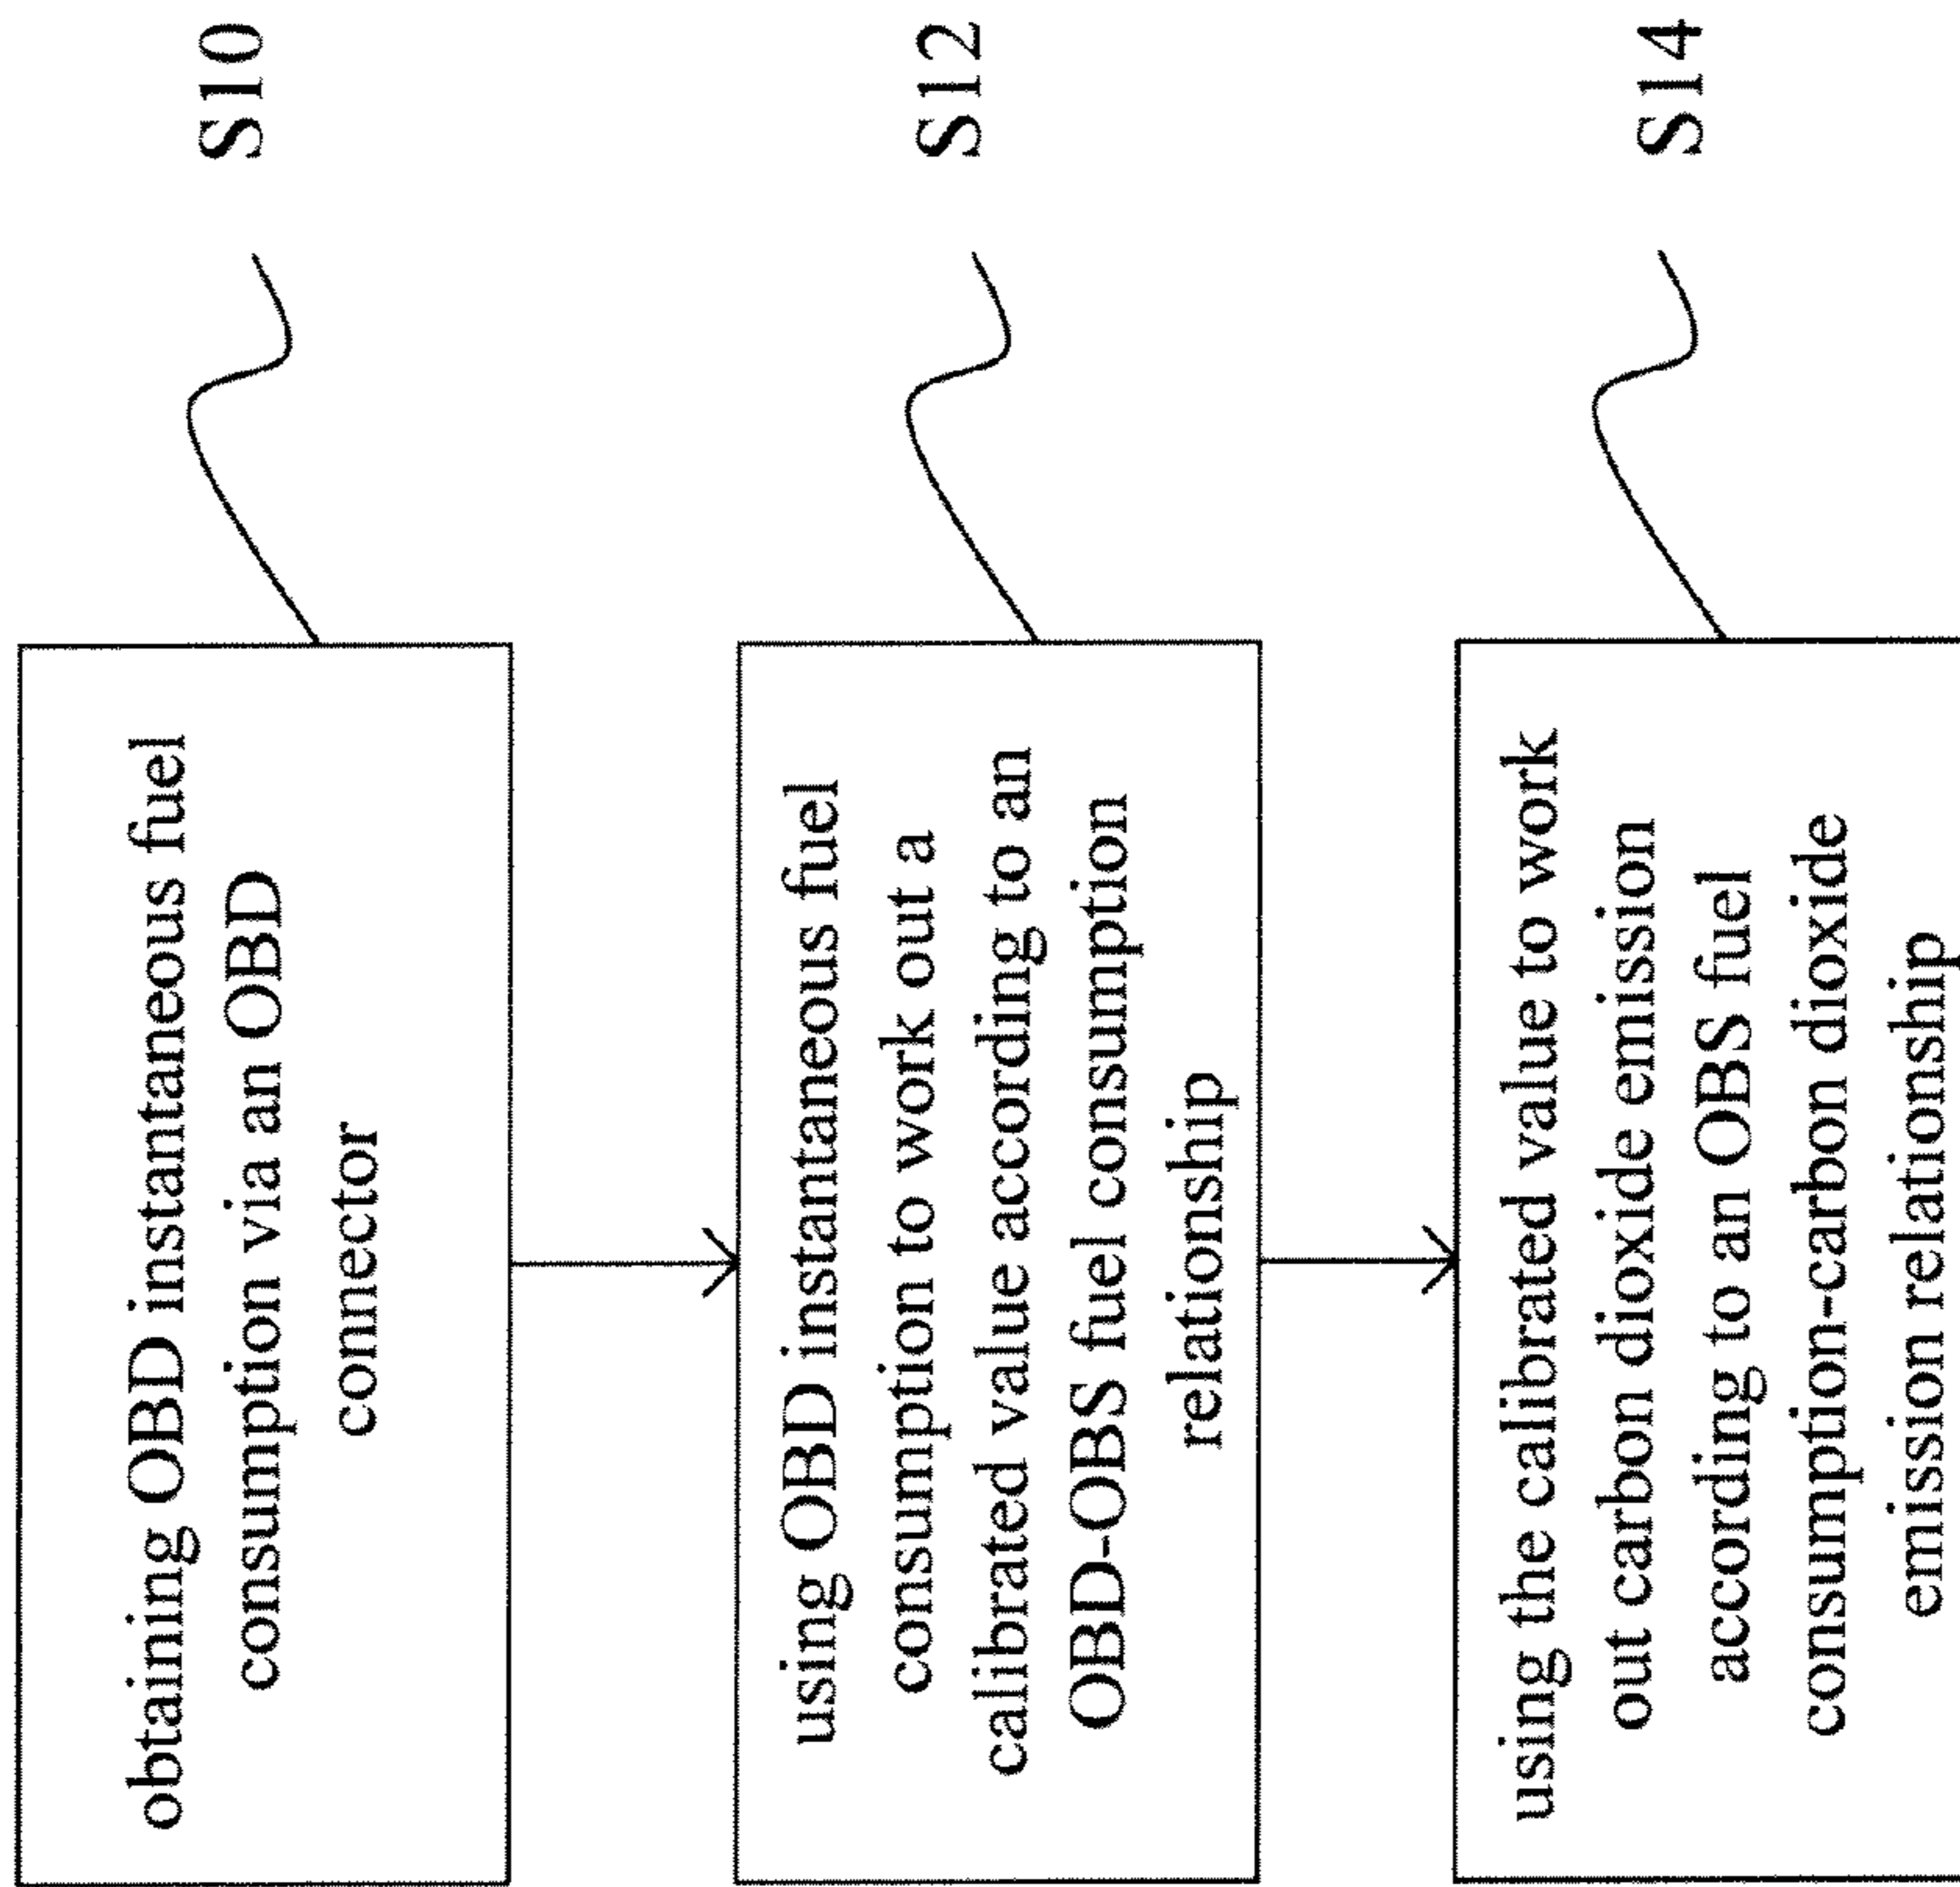 obtaining OBD instantaneous fuel
consumption via an OBD
connector
S10
using OBD instantaneous fuel
consumption to work out a
calibrated value according to an
OBD-OBS fuel consumption
relationship
S12
using the calibrated value to work
out carbon dioxide emission
according to an OBS fuel
consumption-carbon dioxide
emission relationship
S14